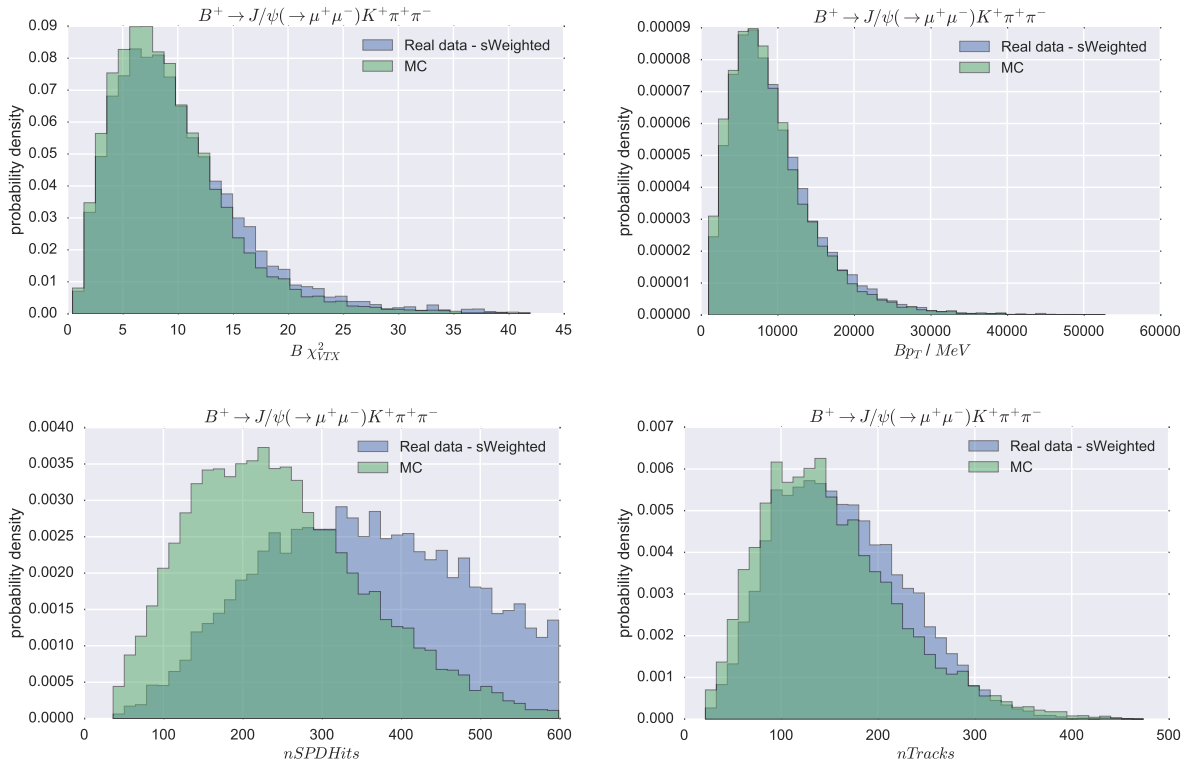 B⁺ → J/ψ(→ μ⁺μ⁻)K⁺π⁺π⁻
Real data - sWeighted
MC
probability density
0.09
0.08
0.07
0.06
0.05
0.04
0.03
0.02
0.01
0.00
0 5 10 15 20 25 30 35 40 45
B χ²_VTX
B⁺ → J/ψ(→ μ⁺μ⁻)K⁺π⁺π⁻
Real data - sWeighted
MC
probability density
0.00009
0.00008
0.00007
0.00006
0.00005
0.00004
0.00003
0.00002
0.00001
0.00000
0 10000 20000 30000 40000 50000 60000
Bp_T / MeV
B⁺ → J/ψ(→ μ⁺μ⁻)K⁺π⁺π⁻
Real data - sWeighted
MC
probability density
0.0040
0.0035
0.0030
0.0025
0.0020
0.0015
0.0010
0.0005
0.0000
0 100 200 300 400 500 600
nSPDHits
B⁺ → J/ψ(→ μ⁺μ⁻)K⁺π⁺π⁻
Real data - sWeighted
MC
probability density
0.007
0.006
0.005
0.004
0.003
0.002
0.001
0.000
0 100 200 300 400 500
nTracks